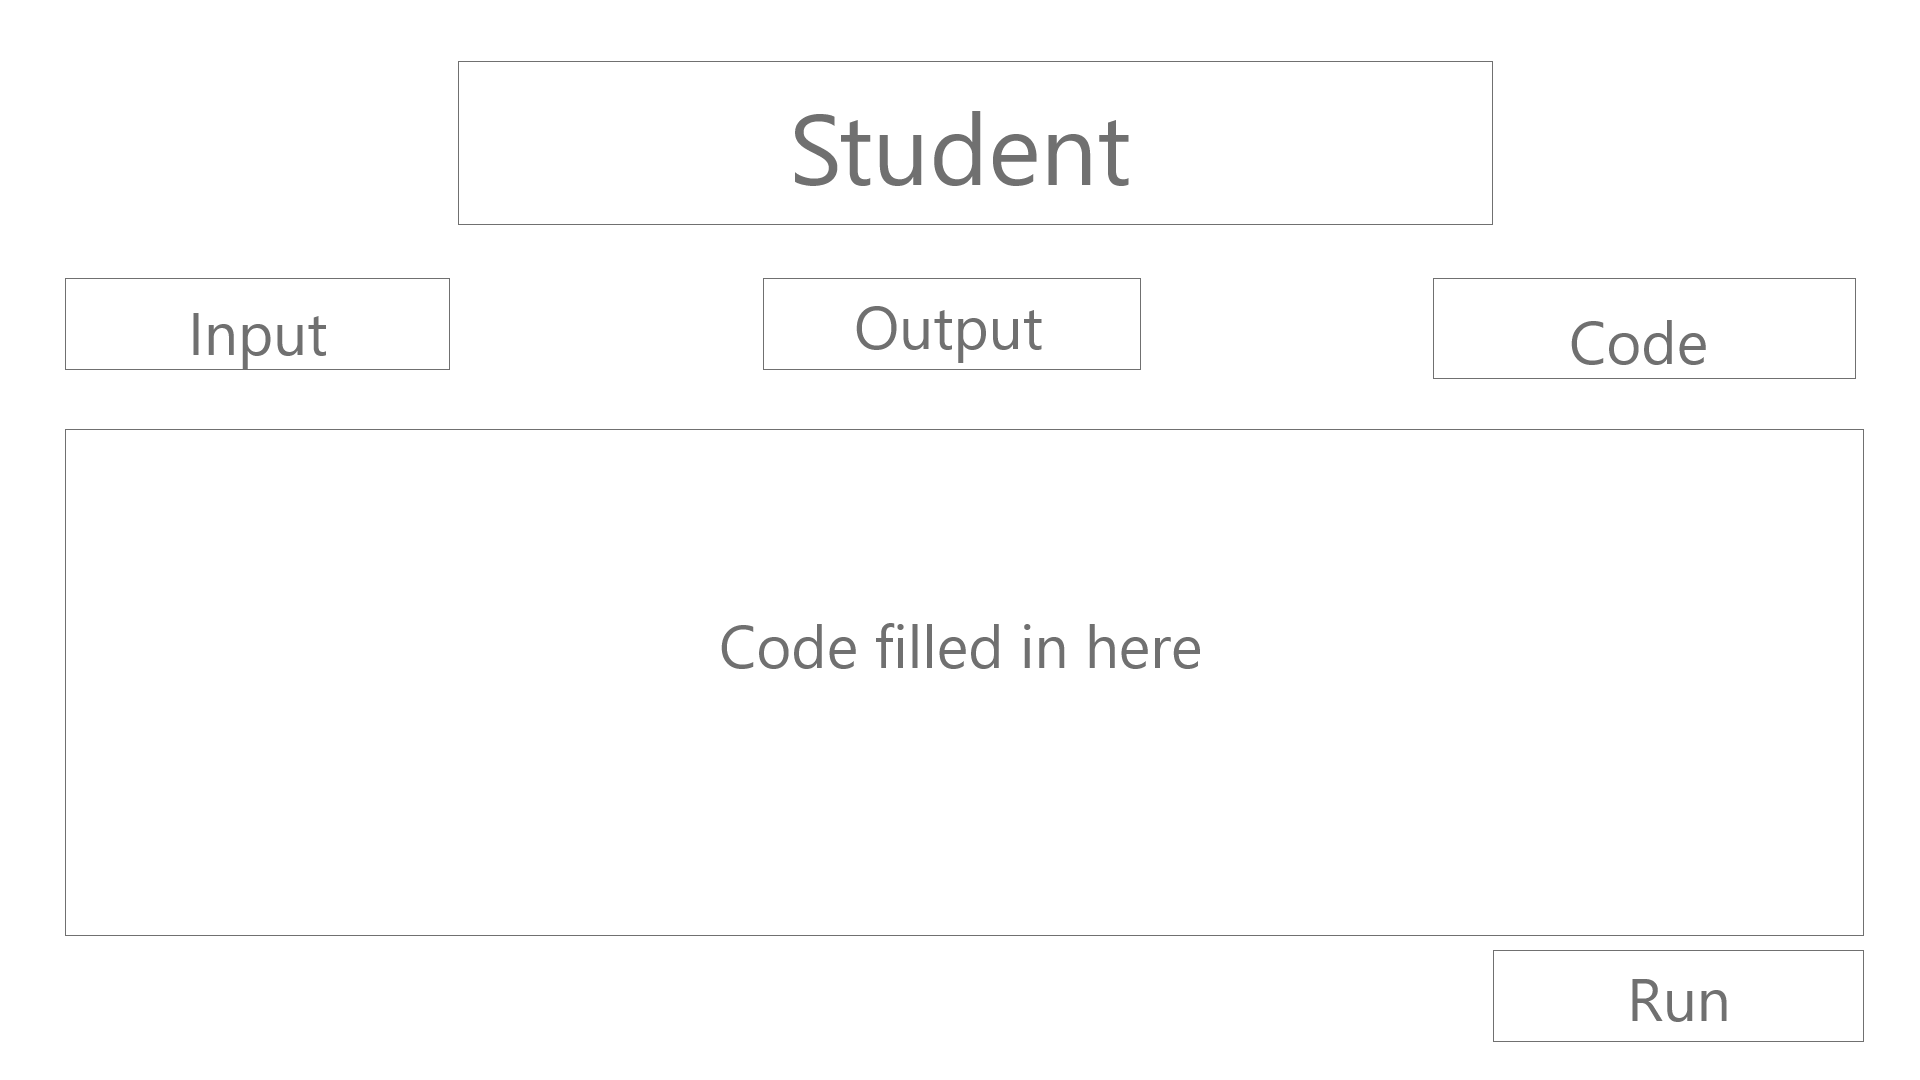 Student
Input
Output
Code
Code filled in here
Run